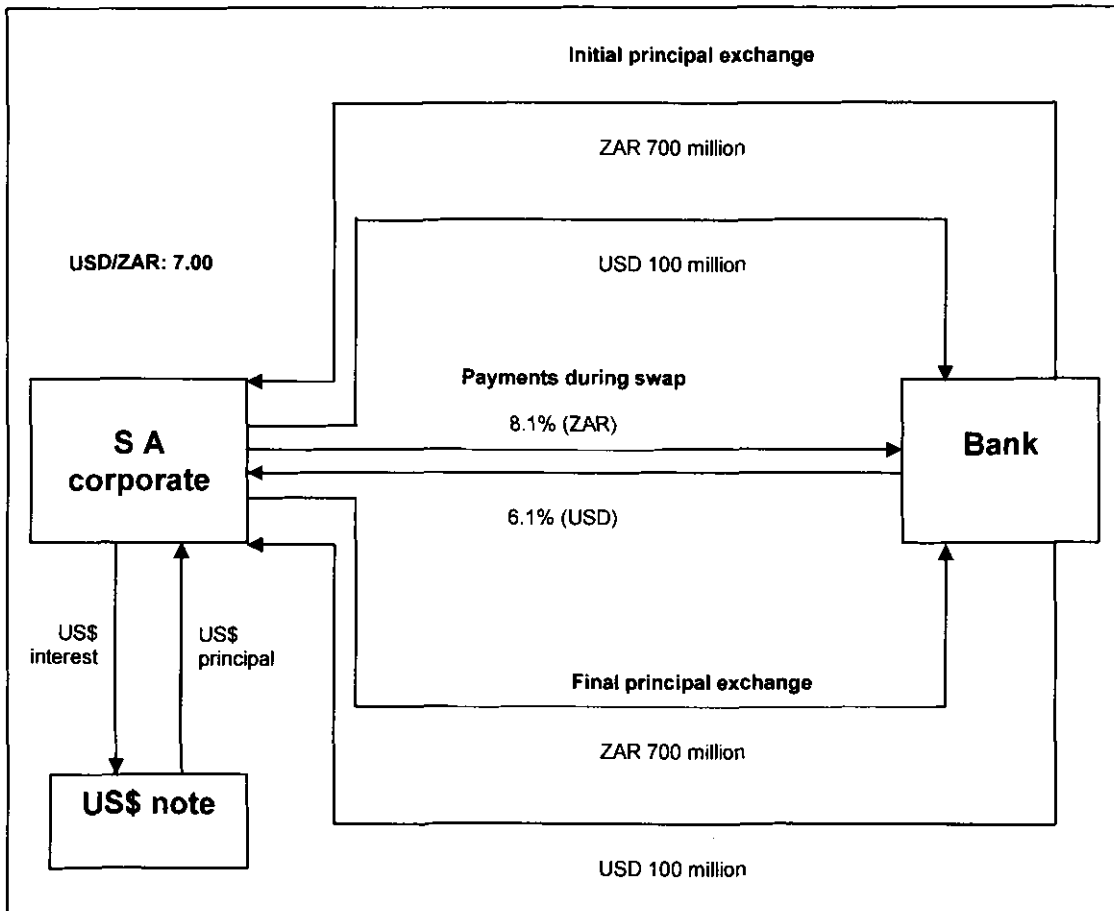 Initial principal exchange
ZAR 700 million
USD/ZAR: 7.00
USD 100 million
Payments during swap
8.1% (ZAR)
S A
corporate
Bank
6.1% (USD)
US$
interest
US$
principal
Final principal exchange
ZAR 700 million
US$ note
USD 100 million